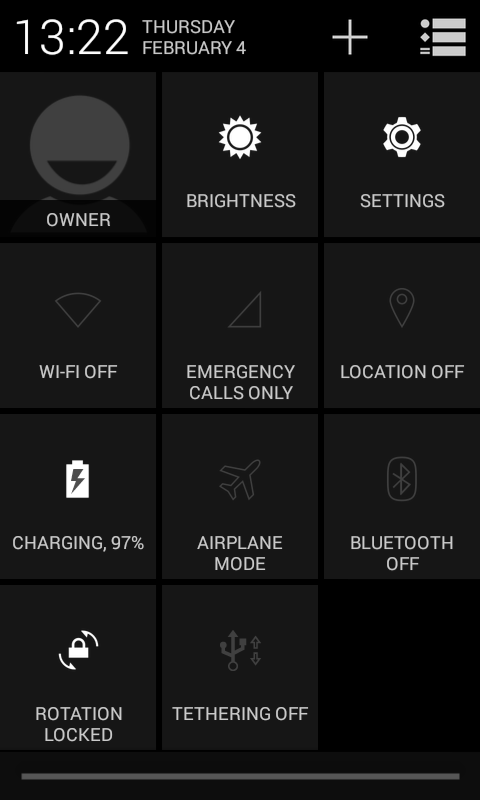 13:22
THURSDAY
FEBRUARY 4
OWNER
BRIGHTNESS
SETTINGS
WI-FI OFF
EMERGENCY
CALLS ONLY
LOCATION OFF
CHARGING, 97%
AIRPLANE
MODE
BLUETOOTH
OFF
ROTATION
LOCKED
TETHERING OFF